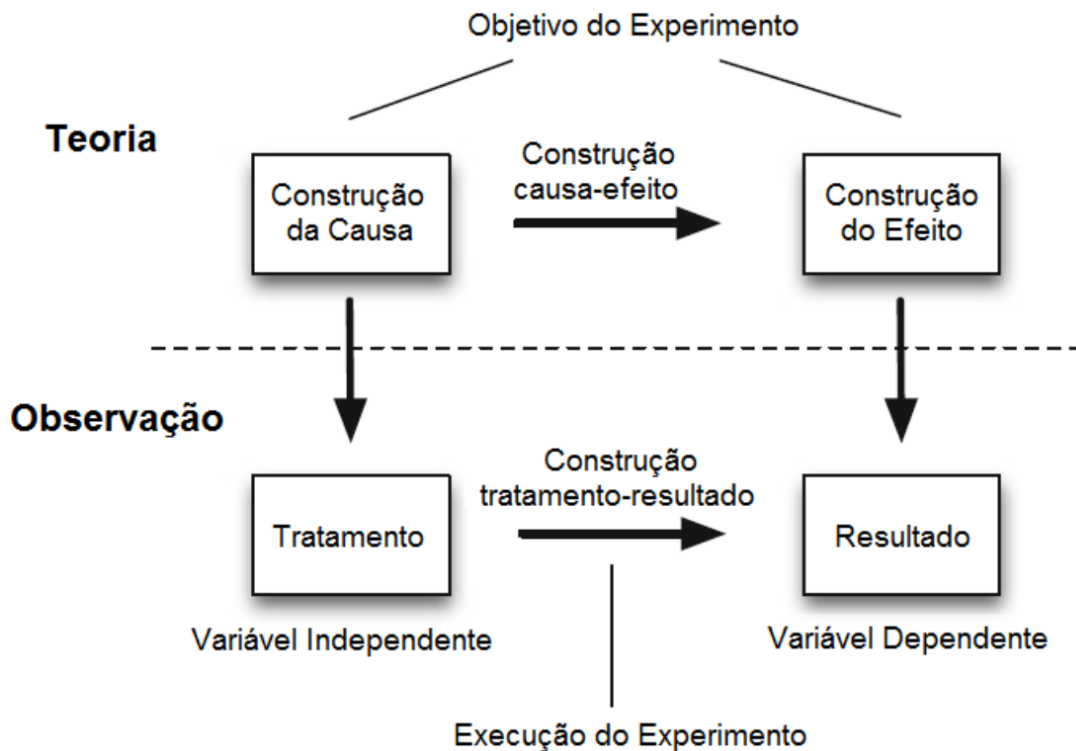 Objetivo do Experimento
Teoria
Construção
da Causa
Construção
causa-efeito
Construção
do Efeito
Observação
Construção
tratamento-resultado
Tratamento
Resultado
Variável Independente
Variável Dependente
Execução do Experimento